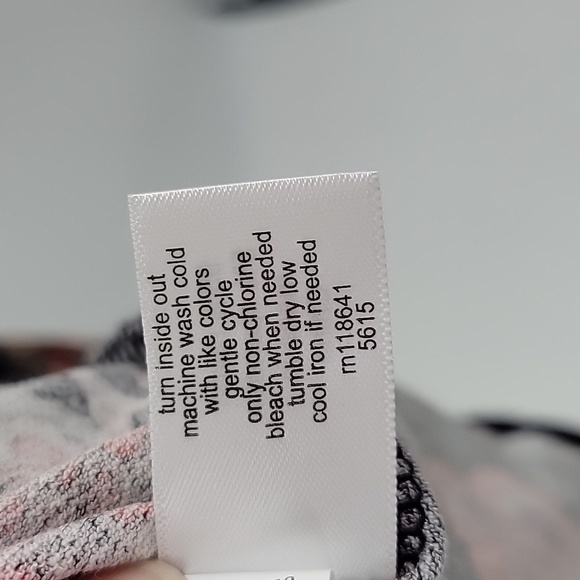 turn inside out
machine wash cold
with like colors
gentle cycle
only non-chlorine
bleach when needed
tumble dry low
cool iron if needed
m118641
5615